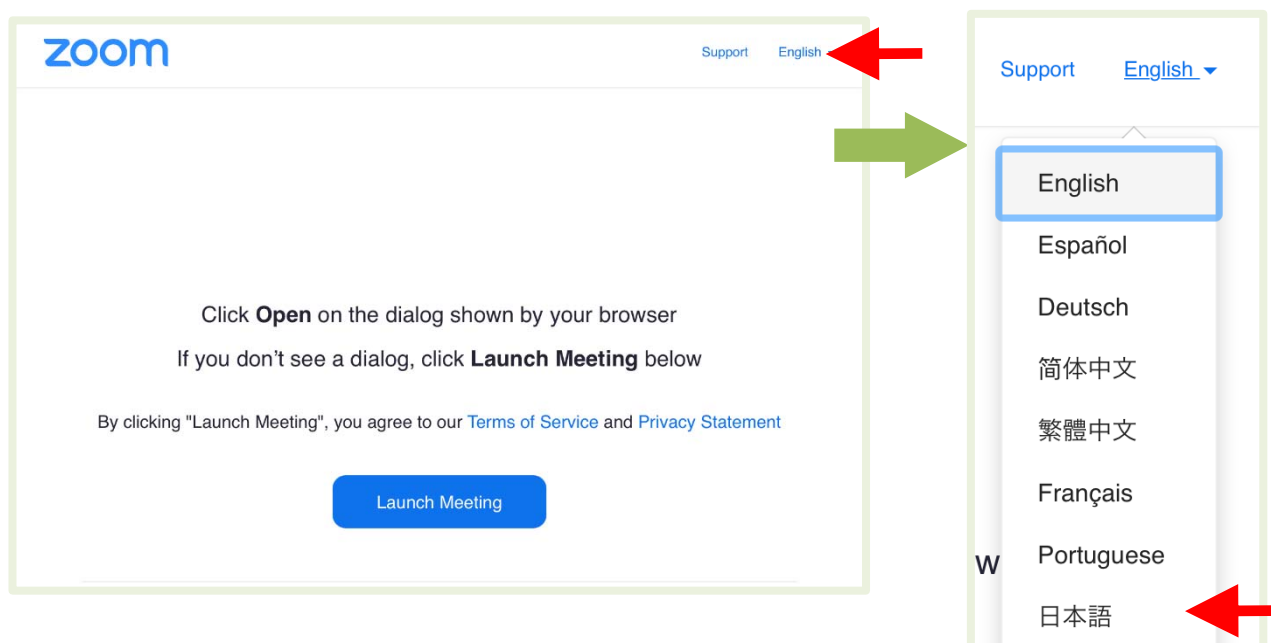 zoom
Support English
Click Open on the dialog shown by your browser
If you don't see a dialog, click Launch Meeting below
By clicking "Launch Meeting", you agree to our Terms of Service and Privacy Statement
Launch Meeting
Support English
English
Español
Deutsch
简体中文
繁體中文
Français
Portuguese
日本語
w